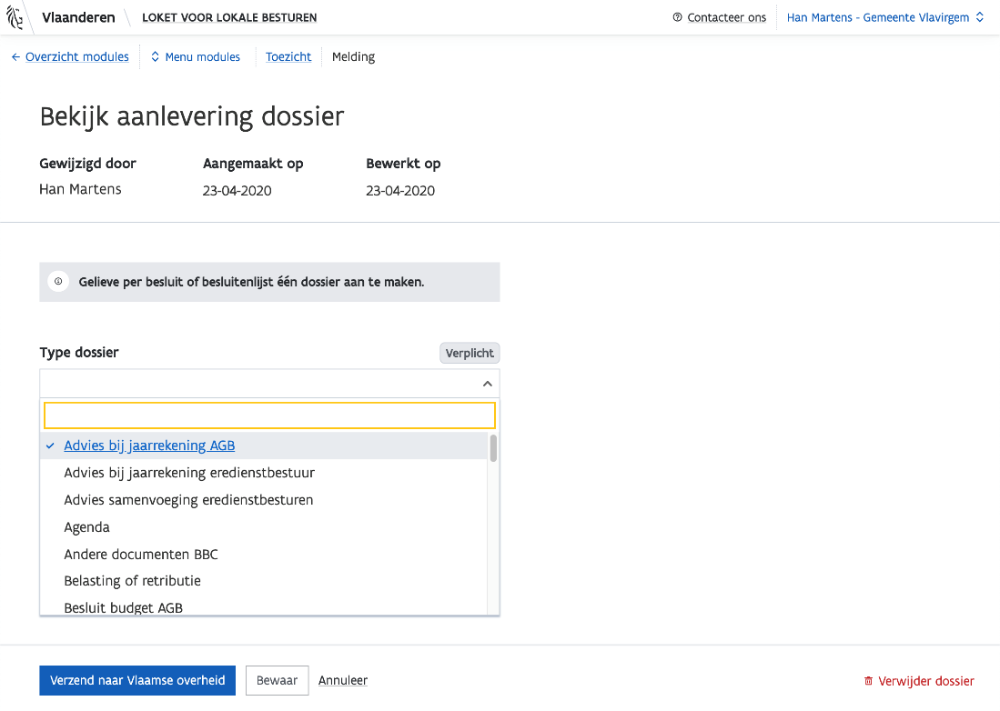 Vlaanderen LOKET VOOR LOKALE BESTUREN Contacteer ons Han Martens - Gemeente Vlavirgem
← Overzicht modules Menu modules Toezicht Melding
Bekijk aanlevering dossier
Gewijzigd door Aangemaakt op Bewerkt op
Han Martens 23-04-2020 23-04-2020
Gelieve per besluit of besluitenlijst één dossier aan te maken.
Type dossier Verplicht
Advies bij jaarrekening AGB
Advies bij jaarrekening eredienstbestuur
Advies samenvoeging eredienstbesturen
Agenda
Andere documenten BBC
Belasting of retributie
Besluit budget AGB
Verzend naar Vlaamse overheid Bewaar Annuleer Verwijder dossier